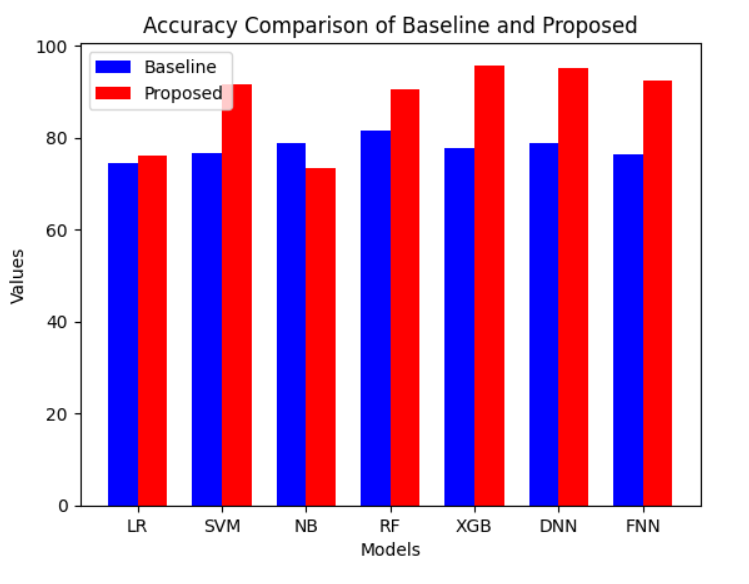 Accuracy Comparison of Baseline and Proposed
100
80
60
40
20
0
Values
Baseline
Proposed
LR SVM NB RF XGB DNN FNN
Models